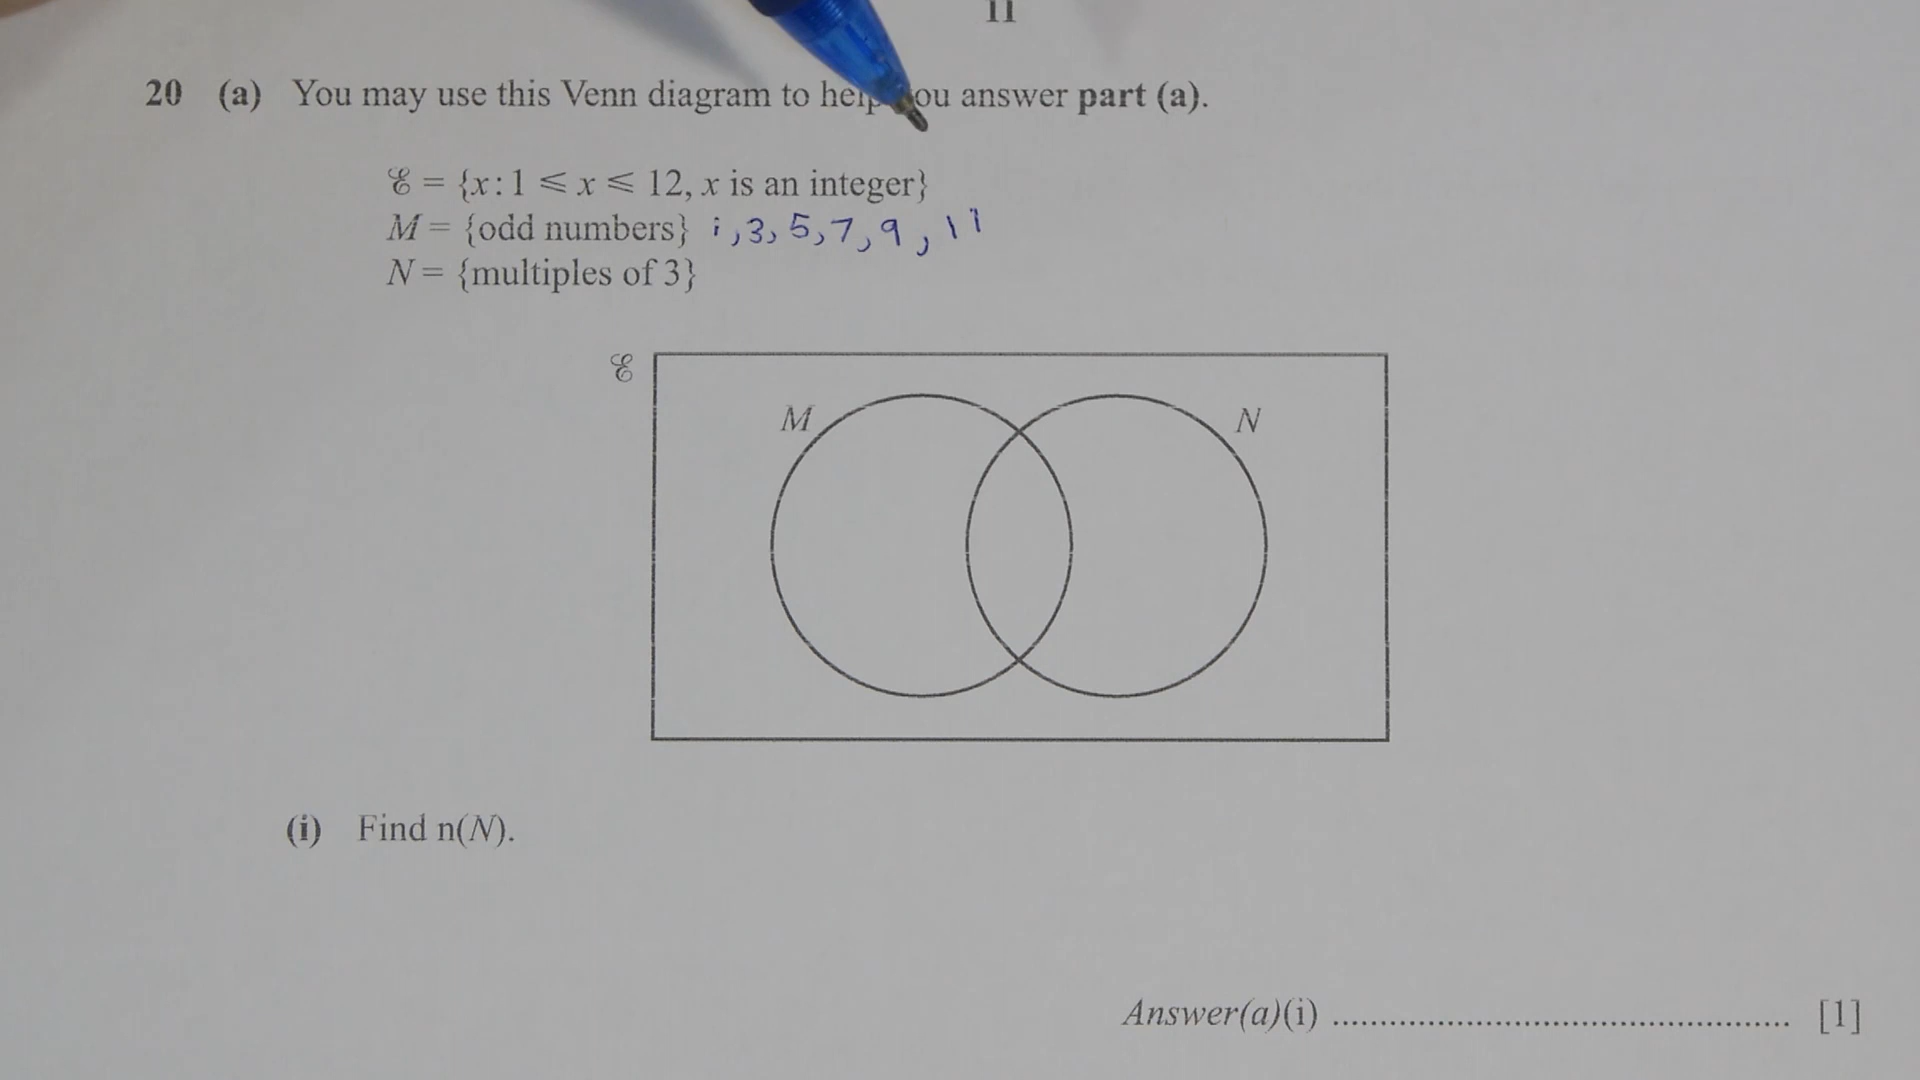 11
20 (a) You may use this Venn diagram to help you answer part (a).
ℰ = {x : 1 ⩽ x ⩽ 12, x is an integer}
M = {odd numbers} 1, 3, 5, 7, 9, 11
N = {multiples of 3}
ℰ
M N
(i) Find n(N).
Answer(a)(i) ................................................ [1]